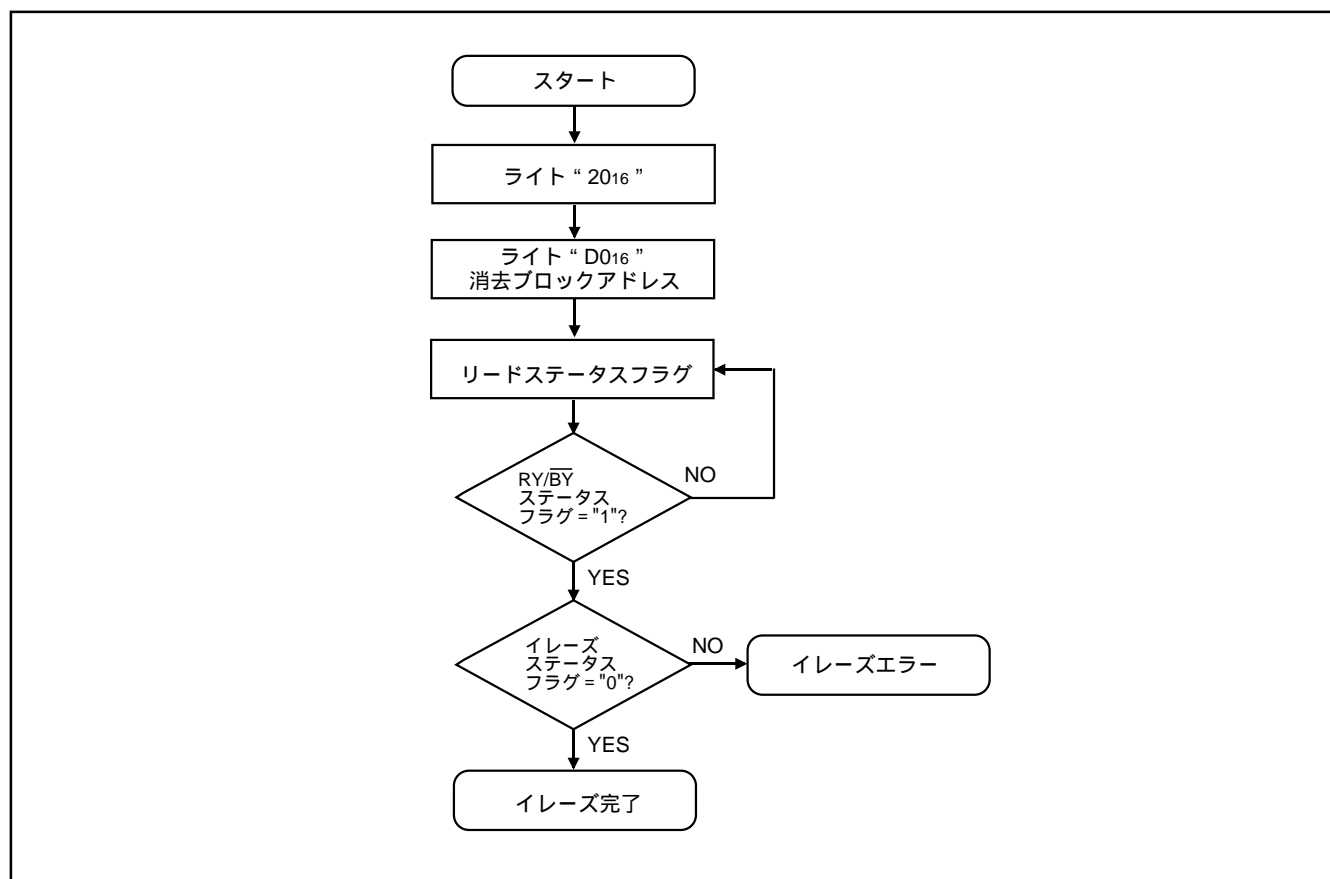 スタート
ライト “ 2016 ”
ライト “ D016 ”
消去ブロックアドレス
リードステータスフラグ
RY/B̅Y̅
ステータス
フラグ = "1"?
NO
YES
イレーズ
ステータス
フラグ = "0"?
NO
イレーズエラー
YES
イレーズ完了